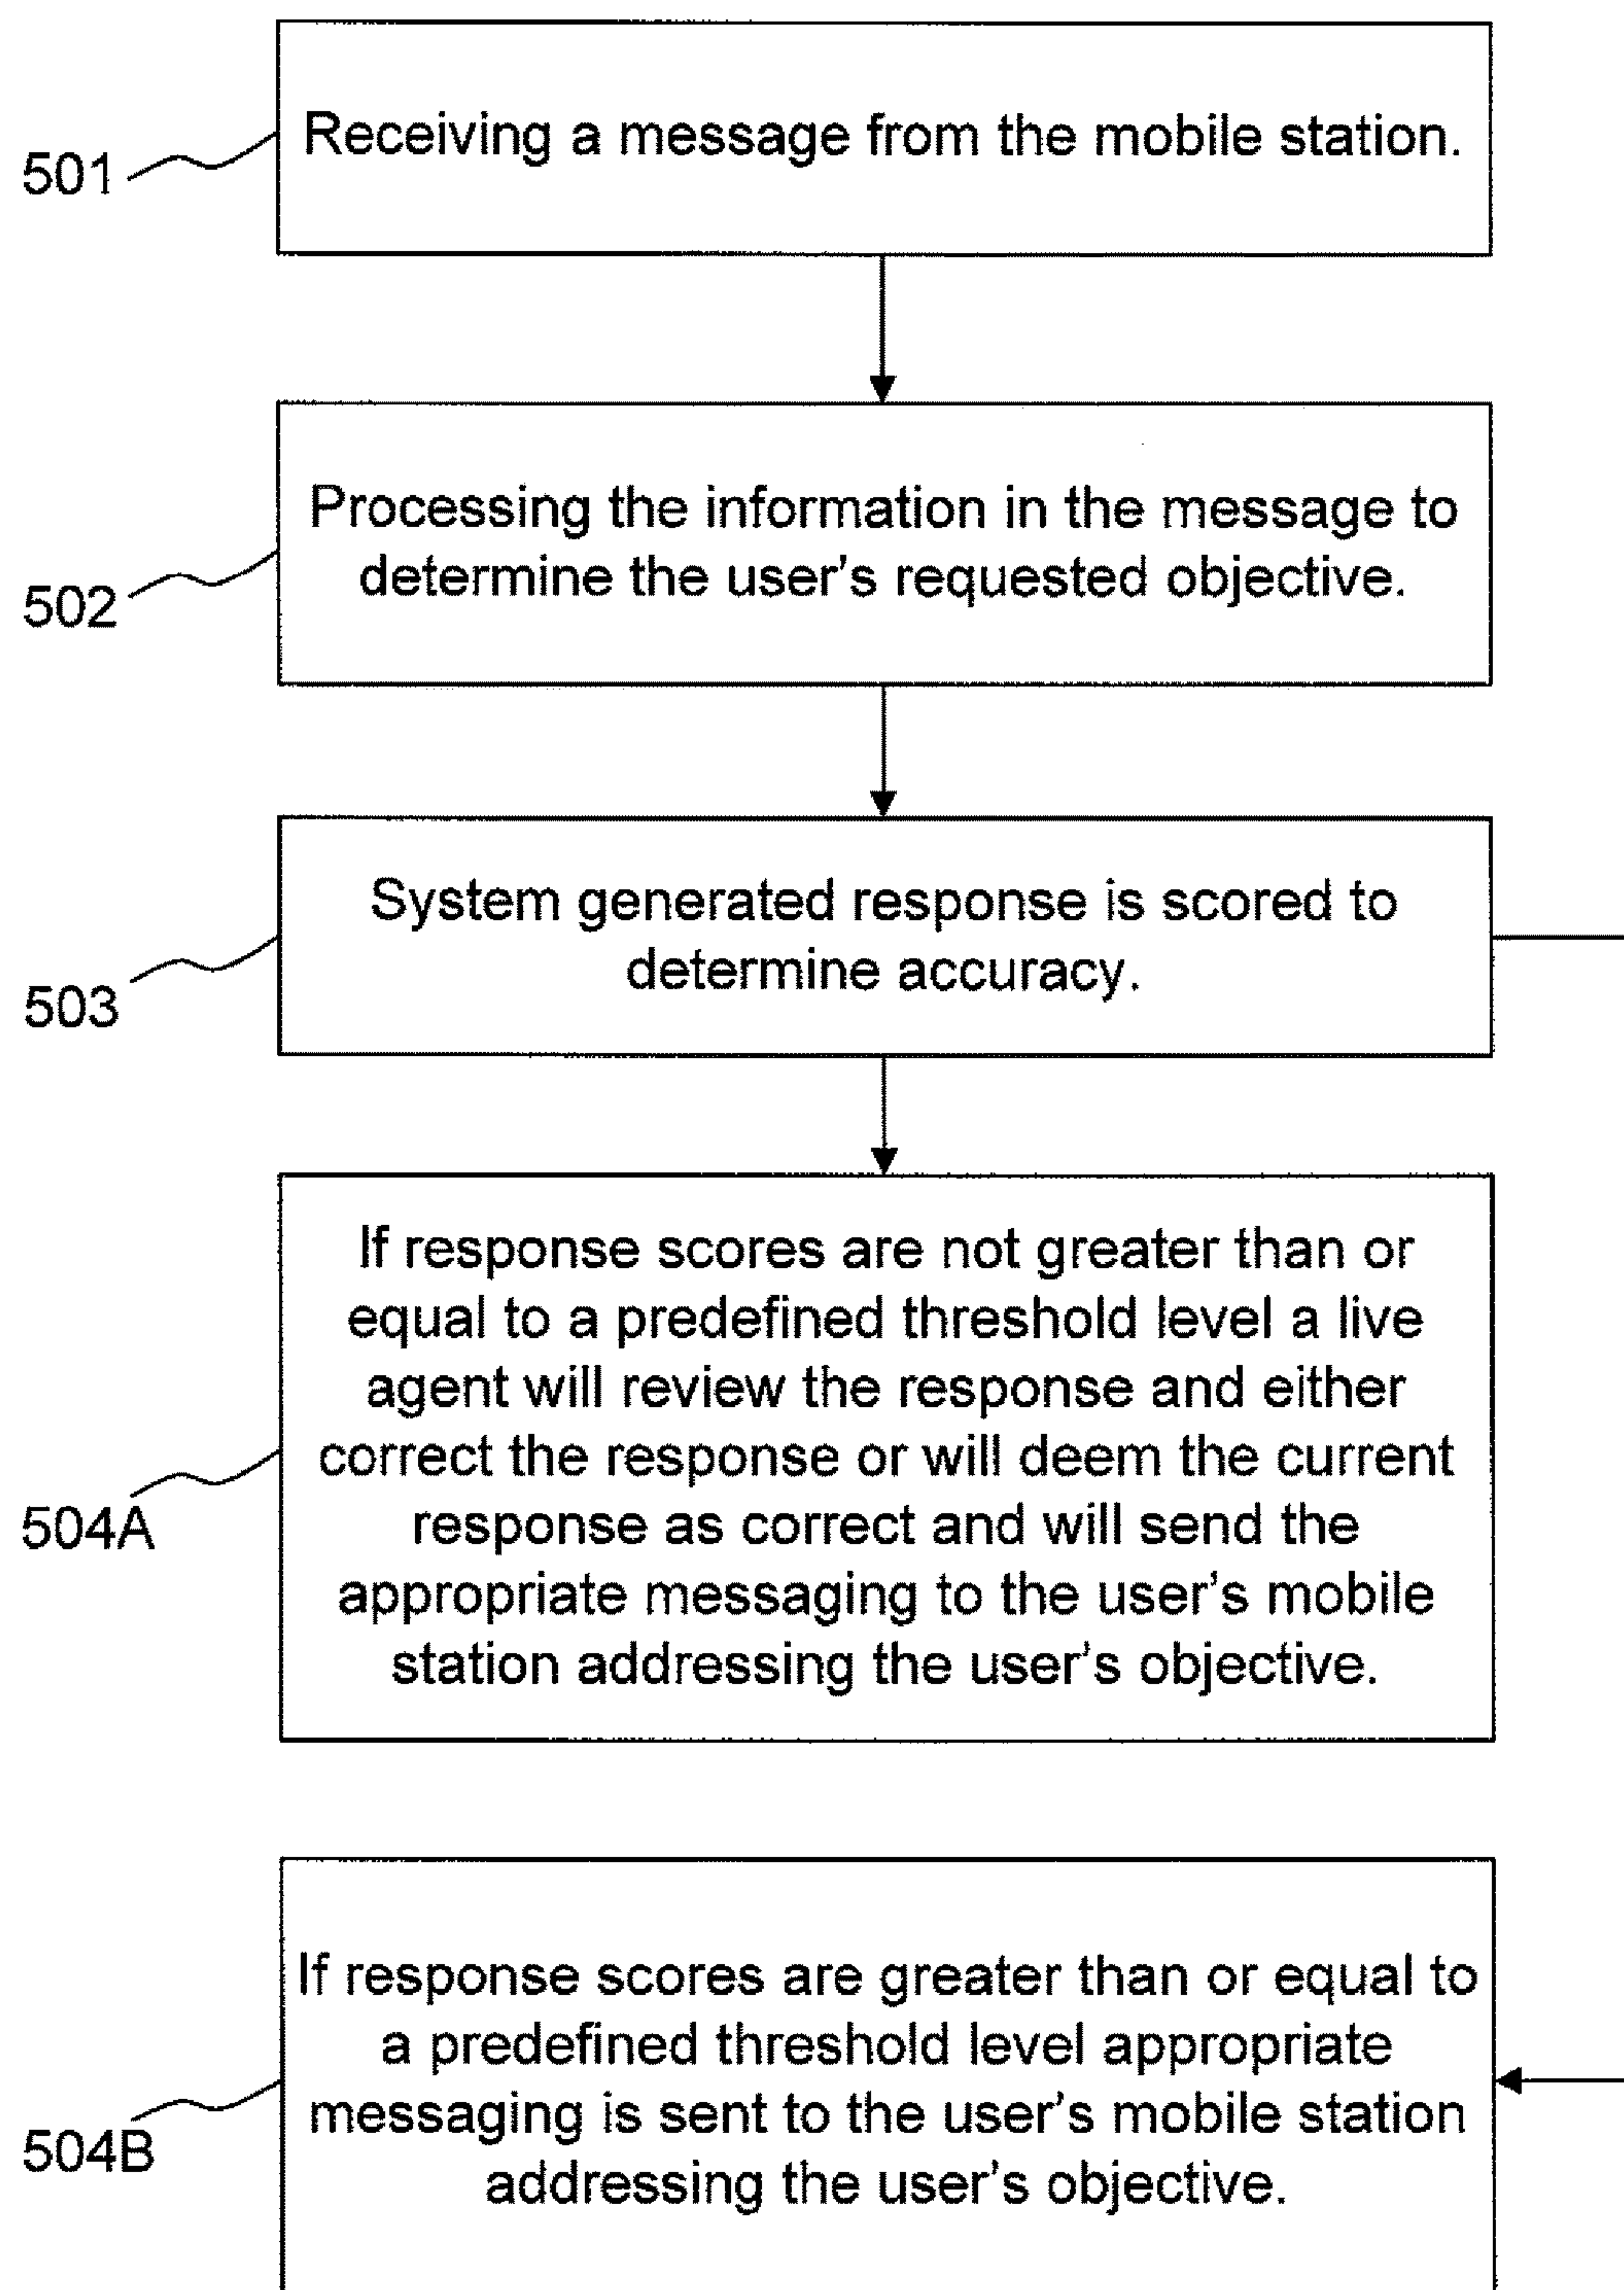 Receiving a message from the mobile station.
501
Processing the information in the message to
determine the user's requested objective.
502
System generated response is scored to
determine accuracy.
503
If response scores are not greater than or
equal to a predefined threshold level a live
agent will review the response and either
correct the response or will deem the current
response as correct and will send the
appropriate messaging to the user's mobile
station addressing the user's objective.
504A
If response scores are greater than or equal to
a predefined threshold level appropriate
messaging is sent to the user's mobile station
addressing the user's objective.
504B